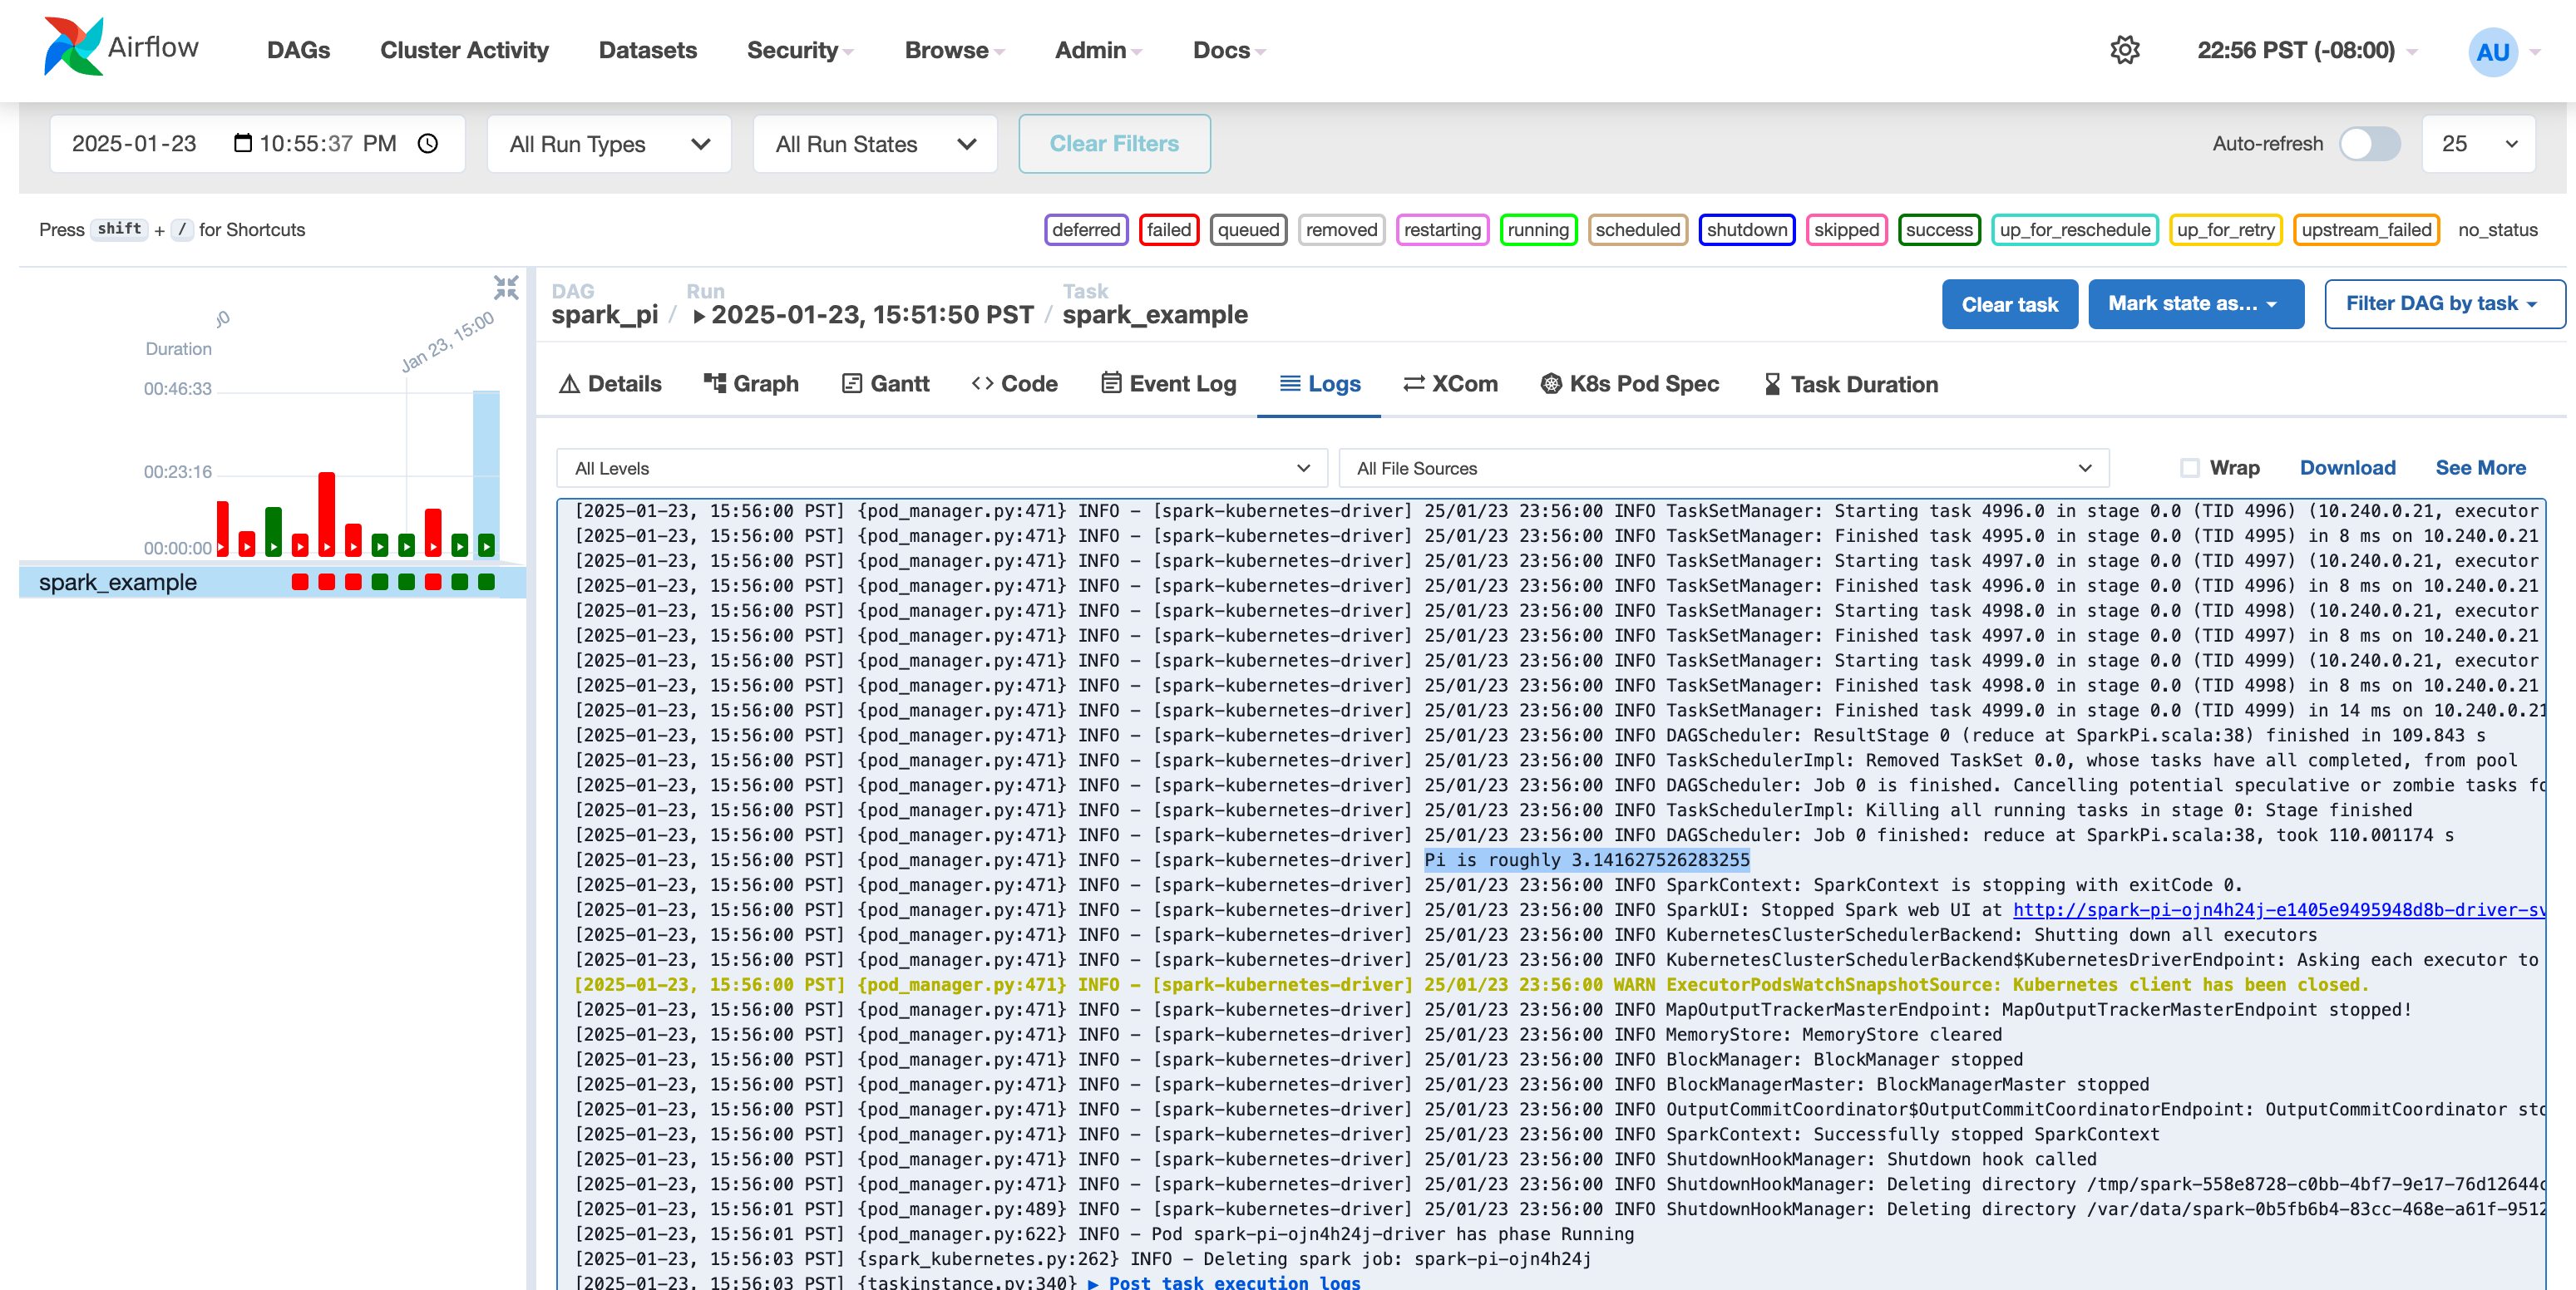 Airflow DAGs Cluster Activity Datasets Security Browse Admin Docs 22:56 PST (-08:00) AU
2025-01-23 10:55:37 PM All Run Types All Run States Clear Filters Auto-refresh 25
Press shift + / for Shortcuts deferred failed queued removed restarting running scheduled shutdown skipped success up_for_reschedule up_for_retry upstream_failed no_status
Duration
00:46:33
00:23:16
00:00:00
Jan 23, 15:00
spark_example
DAG Run Task
spark_pi / 2025-01-23, 15:51:50 PST / spark_example
Clear task Mark state as... Filter DAG by task
Details Graph Gantt Code Event Log Logs XCom K8s Pod Spec Task Duration
All Levels All File Sources Wrap Download See More
[2025-01-23, 15:56:00 PST] {pod_manager.py:471} INFO - [spark-kubernetes-driver] 25/01/23 23:56:00 INFO TaskSetManager: Starting task 4996.0 in stage 0.0 (TID 4996) (10.240.0.21, executor
[2025-01-23, 15:56:00 PST] {pod_manager.py:471} INFO - [spark-kubernetes-driver] 25/01/23 23:56:00 INFO TaskSetManager: Finished task 4995.0 in stage 0.0 (TID 4995) in 8 ms on 10.240.0.21
[2025-01-23, 15:56:00 PST] {pod_manager.py:471} INFO - [spark-kubernetes-driver] 25/01/23 23:56:00 INFO TaskSetManager: Starting task 4997.0 in stage 0.0 (TID 4997) (10.240.0.21, executor
[2025-01-23, 15:56:00 PST] {pod_manager.py:471} INFO - [spark-kubernetes-driver] 25/01/23 23:56:00 INFO TaskSetManager: Finished task 4996.0 in stage 0.0 (TID 4996) in 8 ms on 10.240.0.21
[2025-01-23, 15:56:00 PST] {pod_manager.py:471} INFO - [spark-kubernetes-driver] 25/01/23 23:56:00 INFO TaskSetManager: Starting task 4998.0 in stage 0.0 (TID 4998) (10.240.0.21, executor
[2025-01-23, 15:56:00 PST] {pod_manager.py:471} INFO - [spark-kubernetes-driver] 25/01/23 23:56:00 INFO TaskSetManager: Finished task 4997.0 in stage 0.0 (TID 4997) in 8 ms on 10.240.0.21
[2025-01-23, 15:56:00 PST] {pod_manager.py:471} INFO - [spark-kubernetes-driver] 25/01/23 23:56:00 INFO TaskSetManager: Starting task 4999.0 in stage 0.0 (TID 4999) (10.240.0.21, executor
[2025-01-23, 15:56:00 PST] {pod_manager.py:471} INFO - [spark-kubernetes-driver] 25/01/23 23:56:00 INFO TaskSetManager: Finished task 4998.0 in stage 0.0 (TID 4998) in 8 ms on 10.240.0.21
[2025-01-23, 15:56:00 PST] {pod_manager.py:471} INFO - [spark-kubernetes-driver] 25/01/23 23:56:00 INFO TaskSetManager: Finished task 4999.0 in stage 0.0 (TID 4999) in 14 ms on 10.240.0.21
[2025-01-23, 15:56:00 PST] {pod_manager.py:471} INFO - [spark-kubernetes-driver] 25/01/23 23:56:00 INFO DAGScheduler: ResultStage 0 (reduce at SparkPi.scala:38) finished in 109.843 s
[2025-01-23, 15:56:00 PST] {pod_manager.py:471} INFO - [spark-kubernetes-driver] 25/01/23 23:56:00 INFO TaskSchedulerImpl: Removed TaskSet 0.0, whose tasks have all completed, from pool
[2025-01-23, 15:56:00 PST] {pod_manager.py:471} INFO - [spark-kubernetes-driver] 25/01/23 23:56:00 INFO DAGScheduler: Job 0 is finished. Cancelling potential speculative or zombie tasks fo
[2025-01-23, 15:56:00 PST] {pod_manager.py:471} INFO - [spark-kubernetes-driver] 25/01/23 23:56:00 INFO TaskSchedulerImpl: Killing all running tasks in stage 0: Stage finished
[2025-01-23, 15:56:00 PST] {pod_manager.py:471} INFO - [spark-kubernetes-driver] 25/01/23 23:56:00 INFO DAGScheduler: Job 0 finished: reduce at SparkPi.scala:38, took 110.001174 s
[2025-01-23, 15:56:00 PST] {pod_manager.py:471} INFO - [spark-kubernetes-driver] Pi is roughly 3.141627526283255
[2025-01-23, 15:56:00 PST] {pod_manager.py:471} INFO - [spark-kubernetes-driver] 25/01/23 23:56:00 INFO SparkContext: SparkContext is stopping with exitCode 0.
[2025-01-23, 15:56:00 PST] {pod_manager.py:471} INFO - [spark-kubernetes-driver] 25/01/23 23:56:00 INFO SparkUI: Stopped Spark web UI at http://spark-pi-ojn4h24j-e1405e9495948d8b-driver-sv
[2025-01-23, 15:56:00 PST] {pod_manager.py:471} INFO - [spark-kubernetes-driver] 25/01/23 23:56:00 INFO KubernetesClusterSchedulerBackend: Shutting down all executors
[2025-01-23, 15:56:00 PST] {pod_manager.py:471} INFO - [spark-kubernetes-driver] 25/01/23 23:56:00 INFO KubernetesClusterSchedulerBackend$KubernetesDriverEndpoint: Asking each executor to
[2025-01-23, 15:56:00 PST] {pod_manager.py:471} INFO - [spark-kubernetes-driver] 25/01/23 23:56:00 WARN ExecutorPodsWatchSnapshotSource: Kubernetes client has been closed.
[2025-01-23, 15:56:00 PST] {pod_manager.py:471} INFO - [spark-kubernetes-driver] 25/01/23 23:56:00 INFO MapOutputTrackerMasterEndpoint: MapOutputTrackerMasterEndpoint stopped!
[2025-01-23, 15:56:00 PST] {pod_manager.py:471} INFO - [spark-kubernetes-driver] 25/01/23 23:56:00 INFO MemoryStore: MemoryStore cleared
[2025-01-23, 15:56:00 PST] {pod_manager.py:471} INFO - [spark-kubernetes-driver] 25/01/23 23:56:00 INFO BlockManager: BlockManager stopped
[2025-01-23, 15:56:00 PST] {pod_manager.py:471} INFO - [spark-kubernetes-driver] 25/01/23 23:56:00 INFO BlockManagerMaster: BlockManagerMaster stopped
[2025-01-23, 15:56:00 PST] {pod_manager.py:471} INFO - [spark-kubernetes-driver] 25/01/23 23:56:00 INFO OutputCommitCoordinator$OutputCommitCoordinatorEndpoint: OutputCommitCoordinator sto
[2025-01-23, 15:56:00 PST] {pod_manager.py:471} INFO - [spark-kubernetes-driver] 25/01/23 23:56:00 INFO SparkContext: Successfully stopped SparkContext
[2025-01-23, 15:56:00 PST] {pod_manager.py:471} INFO - [spark-kubernetes-driver] 25/01/23 23:56:00 INFO ShutdownHookManager: Shutdown hook called
[2025-01-23, 15:56:00 PST] {pod_manager.py:471} INFO - [spark-kubernetes-driver] 25/01/23 23:56:00 INFO ShutdownHookManager: Deleting directory /tmp/spark-558e8728-c0bb-4bf7-9e17-76d12644c
[2025-01-23, 15:56:01 PST] {pod_manager.py:489} INFO - [spark-kubernetes-driver] 25/01/23 23:56:00 INFO ShutdownHookManager: Deleting directory /var/data/spark-0b5fb6b4-83cc-468e-a61f-9512
[2025-01-23, 15:56:01 PST] {pod_manager.py:622} INFO - Pod spark-pi-ojn4h24j-driver has phase Running
[2025-01-23, 15:56:03 PST] {spark_kubernetes.py:262} INFO - Deleting spark job: spark-pi-ojn4h24j
[2025-01-23, 15:56:03 PST] {taskinstance.py:340} ▶ Post task execution logs